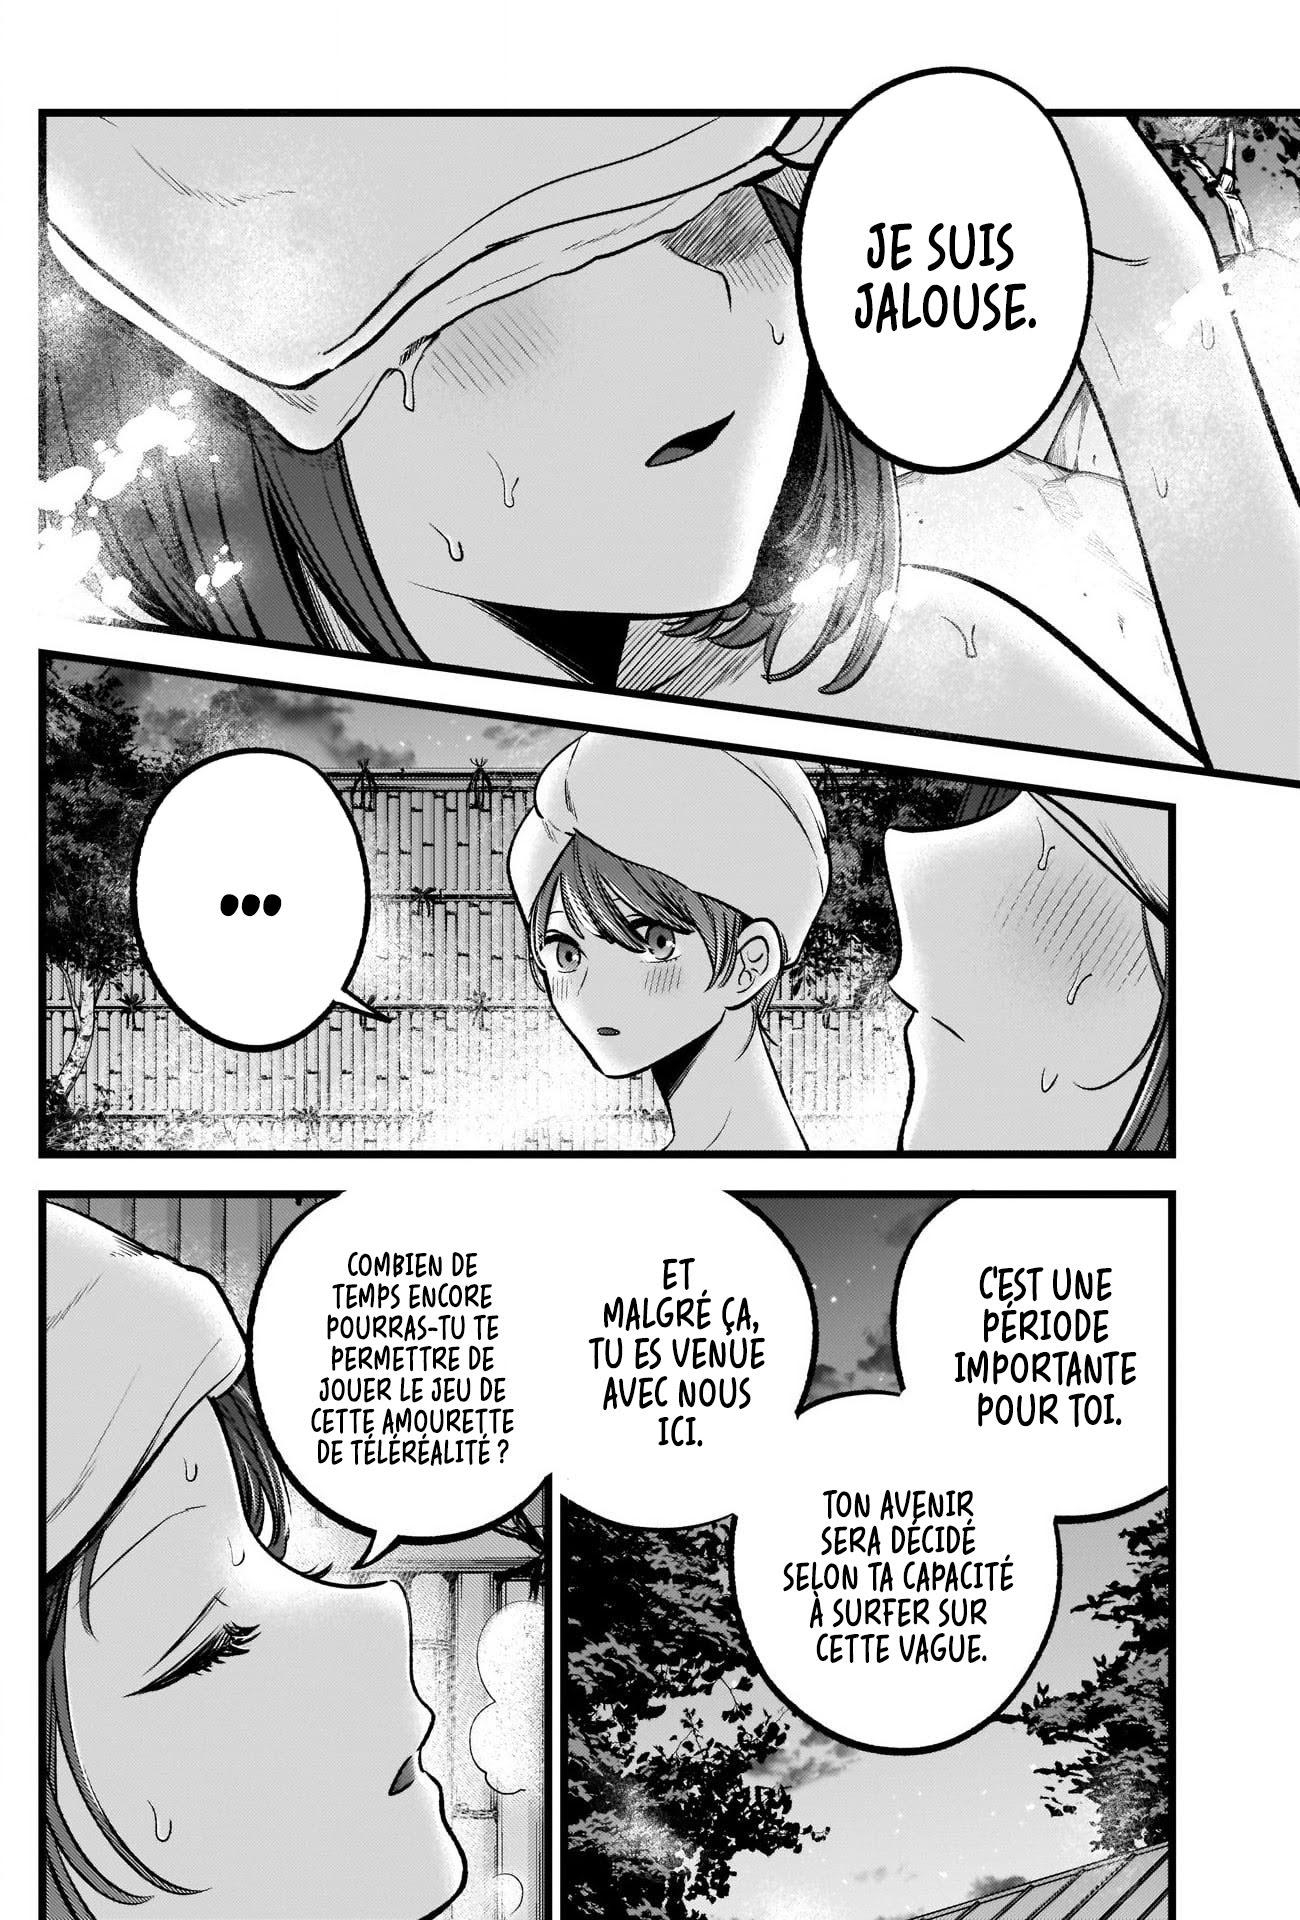 JE SUIS
JALOUSE.
...
C'EST UNE
PÉRIODE
IMPORTANTE
POUR TOI.
TON AVENIR
SERA DÉCIDÉ
SELON TA CAPACITÉ
À SURFER SUR
CETTE VAGUE.
ET
MALGRÉ ÇA,
TU ES VENUE
AVEC NOUS
ICI.
COMBIEN DE
TEMPS ENCORE
POURRAS-TU TE
PERMETTRE DE
JOUER LE JEU DE
CETTE AMOURETTE
DE TÉLÉRÉALITÉ ?